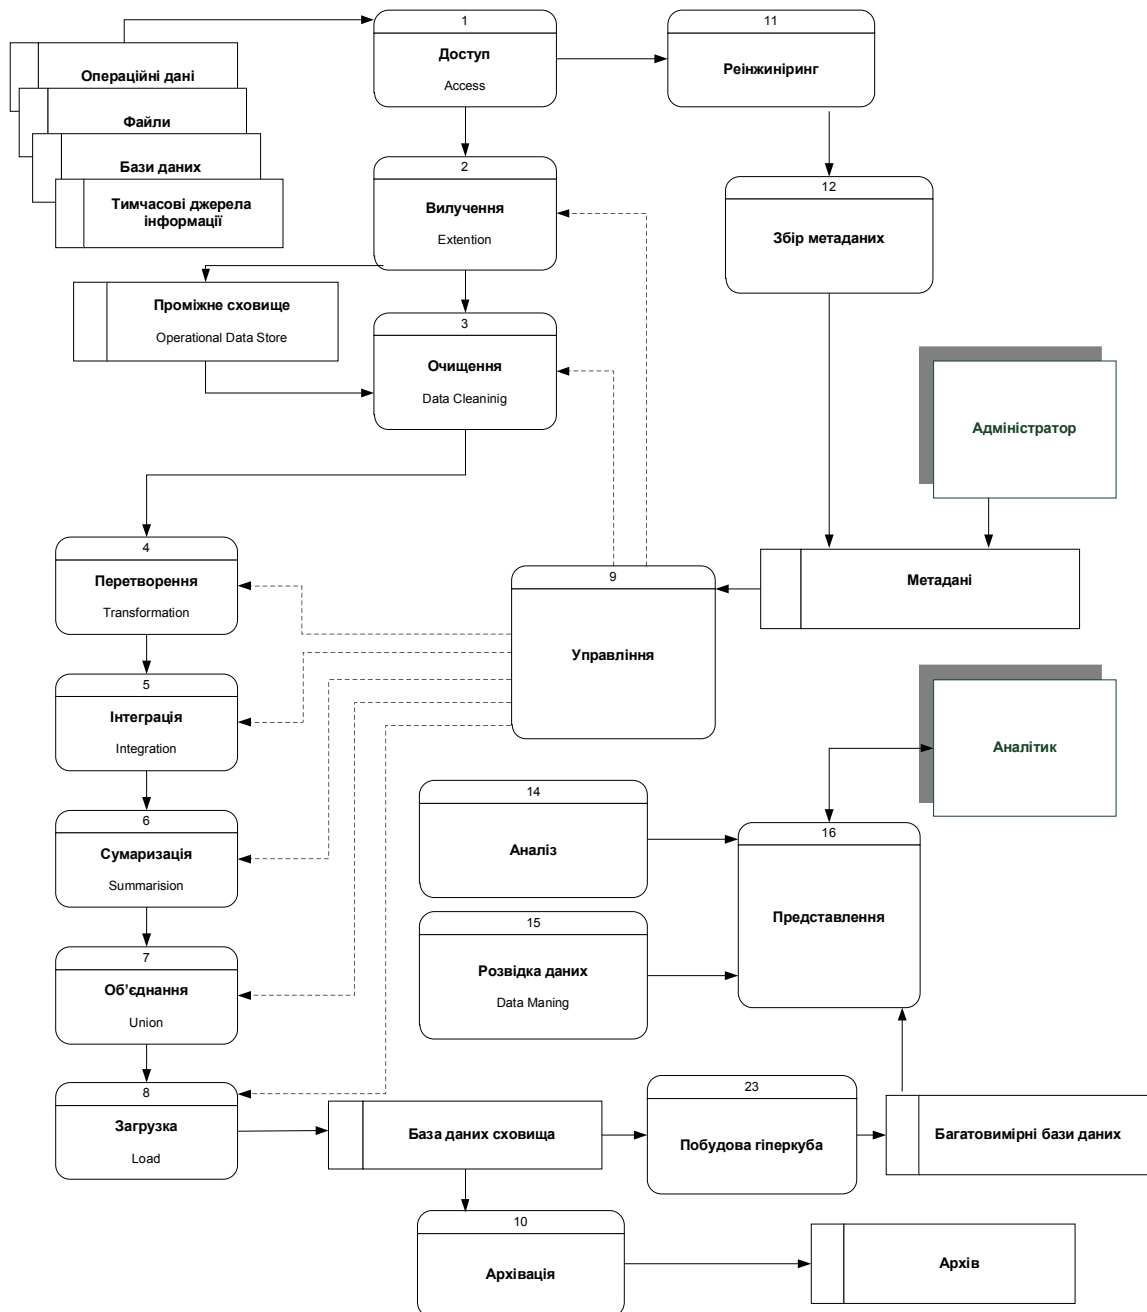 1
Доступ
Access
11
Реінжиніринг
Операційні дані
Файли
Бази даних
Тимчасові джерела
інформації
2
Вилучення
Extention
12
Збір метаданих
Проміжне сховище
Operational Data Store
3
Очищення
Data Cleaninig
Адміністратор
4
Перетворення
Transformation
9
Управління
Метадані
5
Інтеграція
Integration
Аналітик
6
Сумаризація
Summarision
14
Аналіз
16
Представлення
15
Розвідка даних
Data Maning
7
Об’єднання
Union
8
Загрузка
Load
База даних сховища
23
Побудова гіперкуба
Багатовимірні бази даних
10
Архівація
Архів